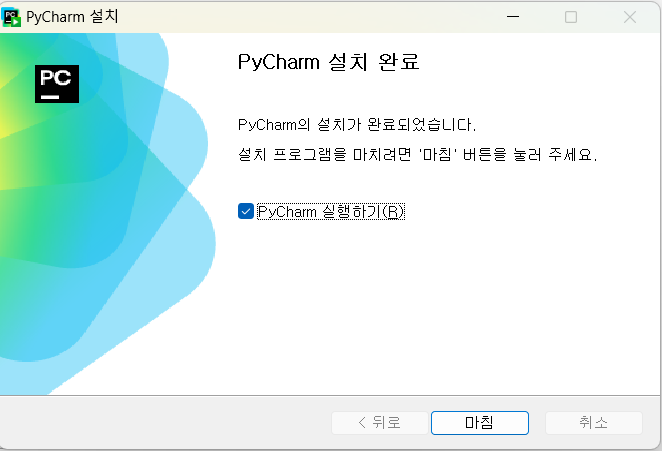 PyCharm 설치
PC
PyCharm 설치 완료
PyCharm의 설치가 완료되었습니다.
설치 프로그램을 마치려면 '마침' 버튼을 눌러 주세요.
PyCharm 실행하기(R)
< 뒤로
마침
취소